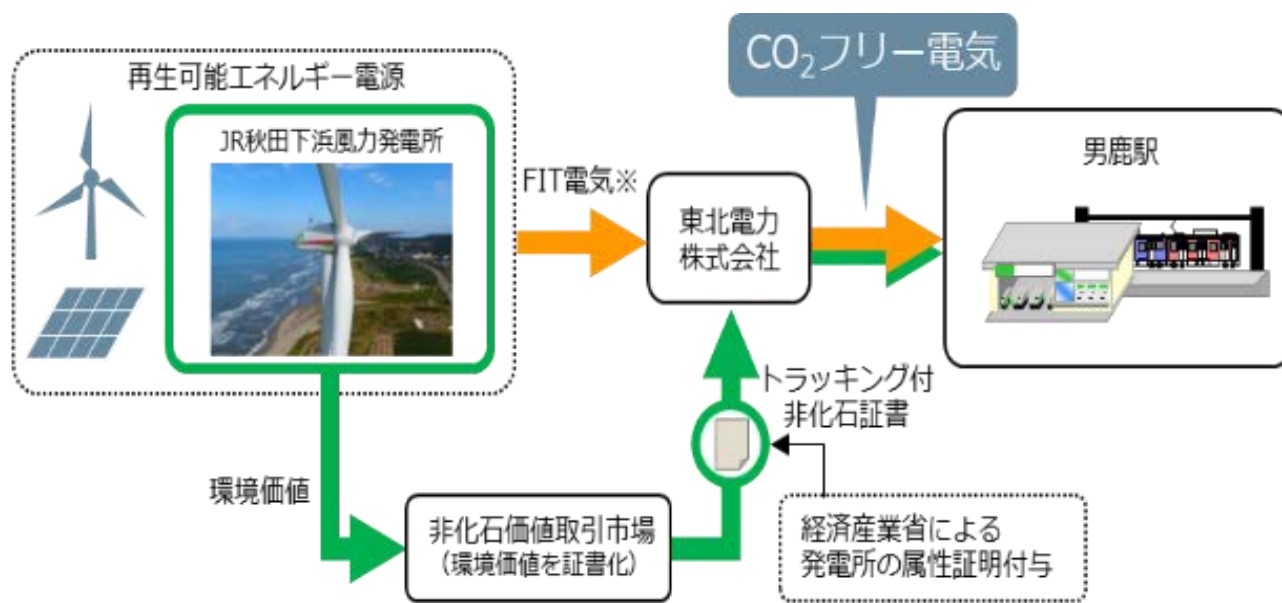 CO₂フリー電気
再生可能エネルギー電源
JR秋田下浜風力発電所
FIT電気※
東北電力
株式会社
男鹿駅
トラッキング付
非化石証書
環境価値
非化石価値取引市場
(環境価値を証書化)
経済産業省による
発電所の属性証明付与